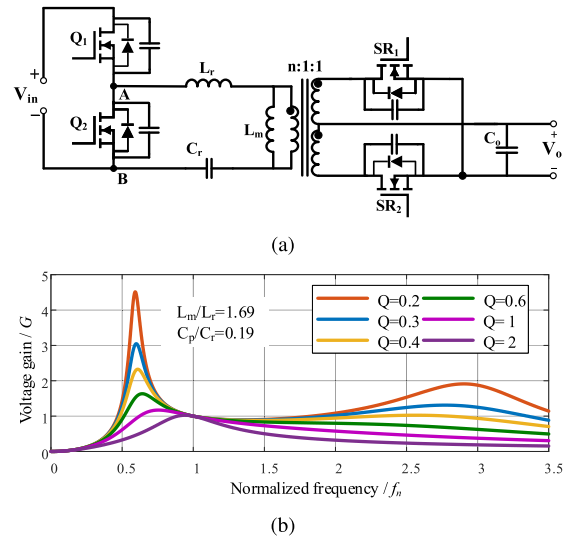 Q₁
SR₁
n:1:1
Lᵣ
+
A
Vᵢₙ
−
Q₂
Lₘ
Cₒ
+
Vₒ
−
Cᵣ
B
SR₂
(a)
5
4
3
2
1
0
Voltage gain / G
Lₘ/Lᵣ=1.69
Cₚ/Cᵣ=0.19
Q=0.2 Q=0.6
Q=0.3 Q= 1
Q=0.4 Q= 2
0 0.5 1 1.5 2 2.5 3 3.5
Normalized frequency / fₙ
(b)